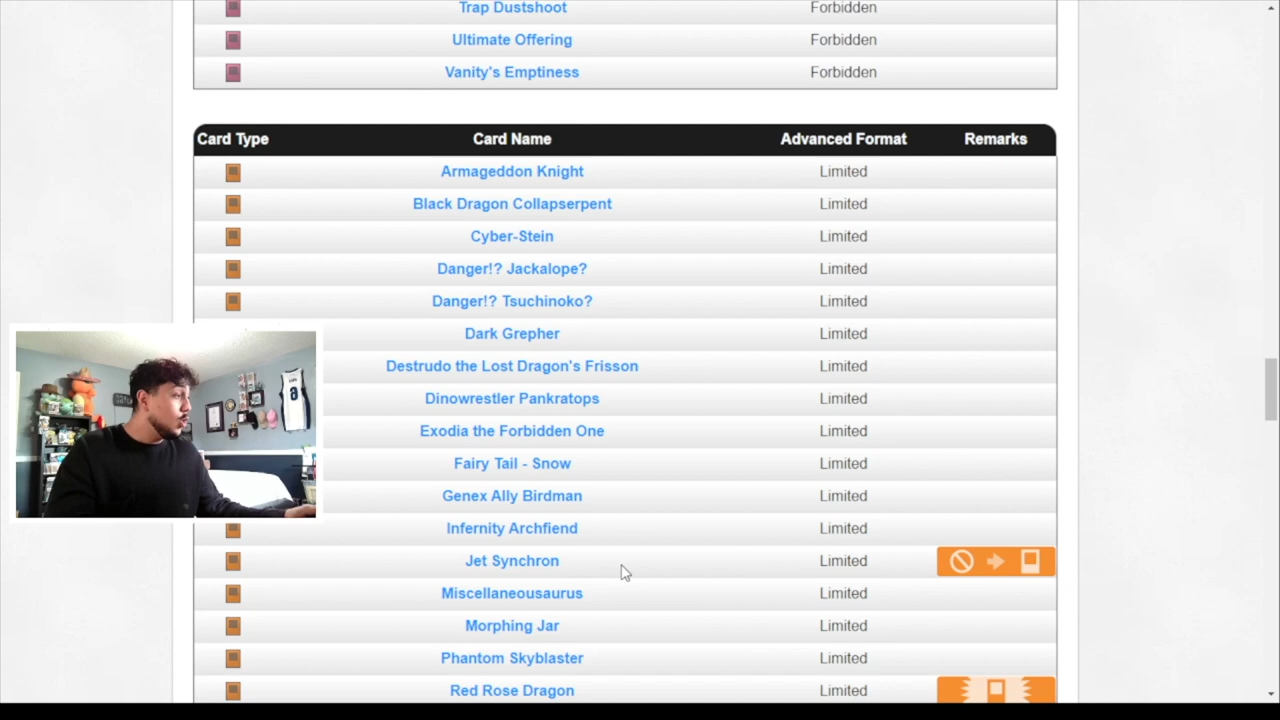 Trap Dustshoot Forbidden
Ultimate Offering Forbidden
Vanity's Emptiness Forbidden
Card Type Card Name Advanced Format Remarks
Armageddon Knight Limited
Black Dragon Collapserpent Limited
Cyber-Stein Limited
Danger!? Jackalope? Limited
Danger!? Tsuchinoko? Limited
Dark Grepher Limited
Destrudo the Lost Dragon's Frisson Limited
Dinowrestler Pankratops Limited
Exodia the Forbidden One Limited
Fairy Tail - Snow Limited
Genex Ally Birdman Limited
Infernity Archfiend Limited
Jet Synchron Limited
Miscellaneousaurus Limited
Morphing Jar Limited
Phantom Skyblaster Limited
Red Rose Dragon Limited